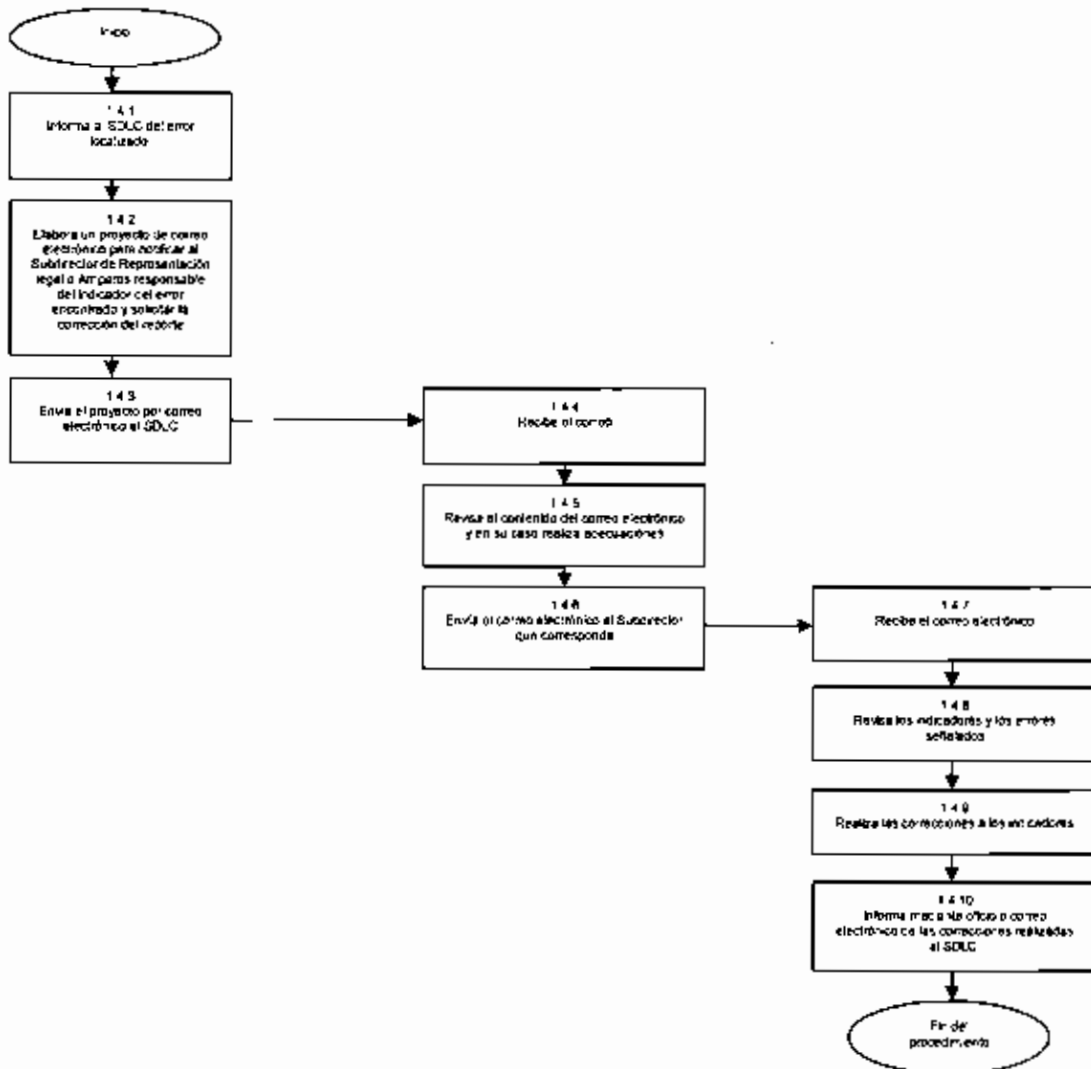 Inicio
1.4.1
Informa al SDLC del error
localizado
1.4.2
Elabora un proyecto de correo
electrónico para notificar al
Subdirector de Representación
legal o Amparos responsable
del indicador del error
encontrado y solicitar la
corrección del reporte
1.4.3
Envía el proyecto por correo
electrónico al SDLC
1.4.4
Recibe el correo
1.4.5
Revisa el contenido del correo electrónico
y en su caso realiza adecuaciones
1.4.6
Envía el correo electrónico al Subdirector
que corresponda
1.4.7
Recibe el correo electrónico
1.4.8
Revisa los indicadores y los errores
señalados
1.4.9
Realiza las correcciones a los indicadores
1.4.10
Informa mediante oficio o correo
electrónico de las correcciones realizadas
al SDLC
Fin del
procedimiento